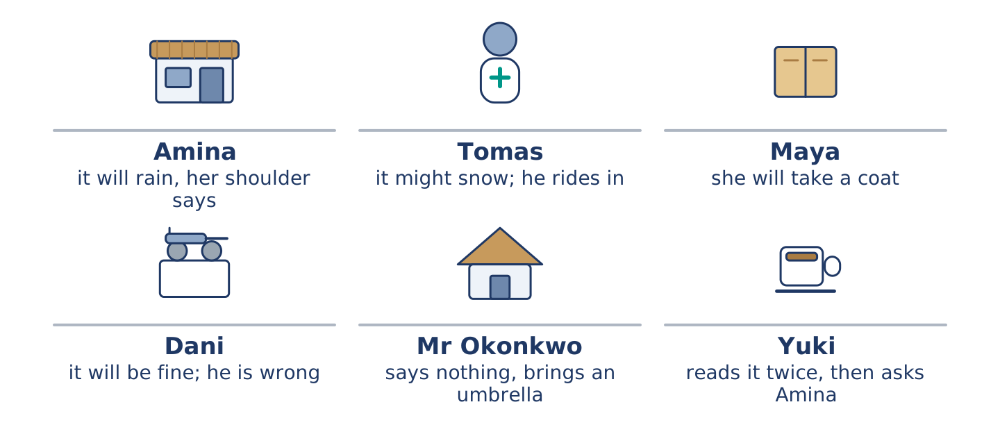 Amina
it will rain, her shoulder
says
Tomas
it might snow; he rides in
Maya
she will take a coat
Dani
it will be fine; he is wrong
Mr Okonkwo
says nothing, brings an
umbrella
Yuki
reads it twice, then asks
Amina